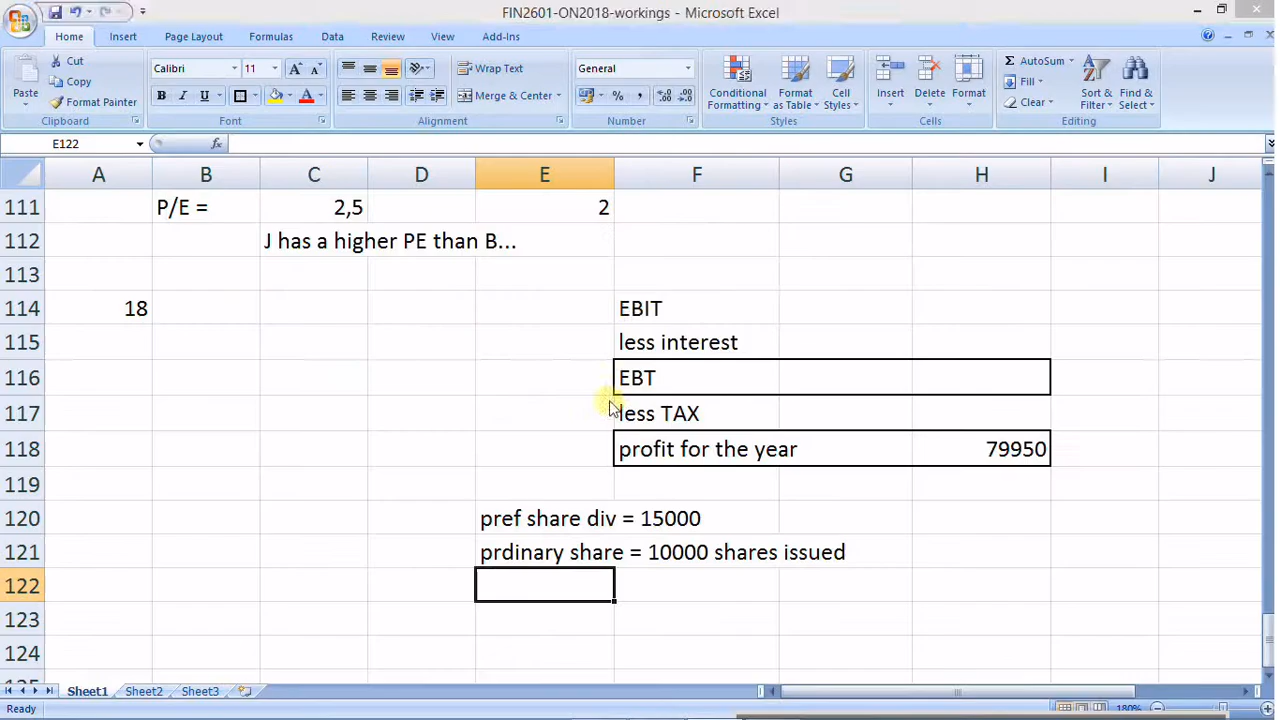 FIN2601-ON2018-workings - Microsoft Excel
Home Insert Page Layout Formulas Data Review View Add-Ins
Paste Cut Copy Format Painter Clipboard
Calibri 11 A A B I U A Font
Wrap Text Merge & Center Alignment
General % , Number
Conditional Formatting Format as Table Cell Styles Styles
Insert Delete Format Cells
Σ AutoSum Fill Clear Sort & Filter Find & Select Editing
E122 fx
A B C D E F G H I J
111 P/E = 2,5 2
112 J has a higher PE than B...
113
114 18 EBIT
115 less interest
116 EBT
117 less TAX
118 profit for the year 79950
119
120 pref share div = 15000
121 prdinary share = 10000 shares issued
122
123
124
Sheet1 Sheet2 Sheet3
Ready 180%